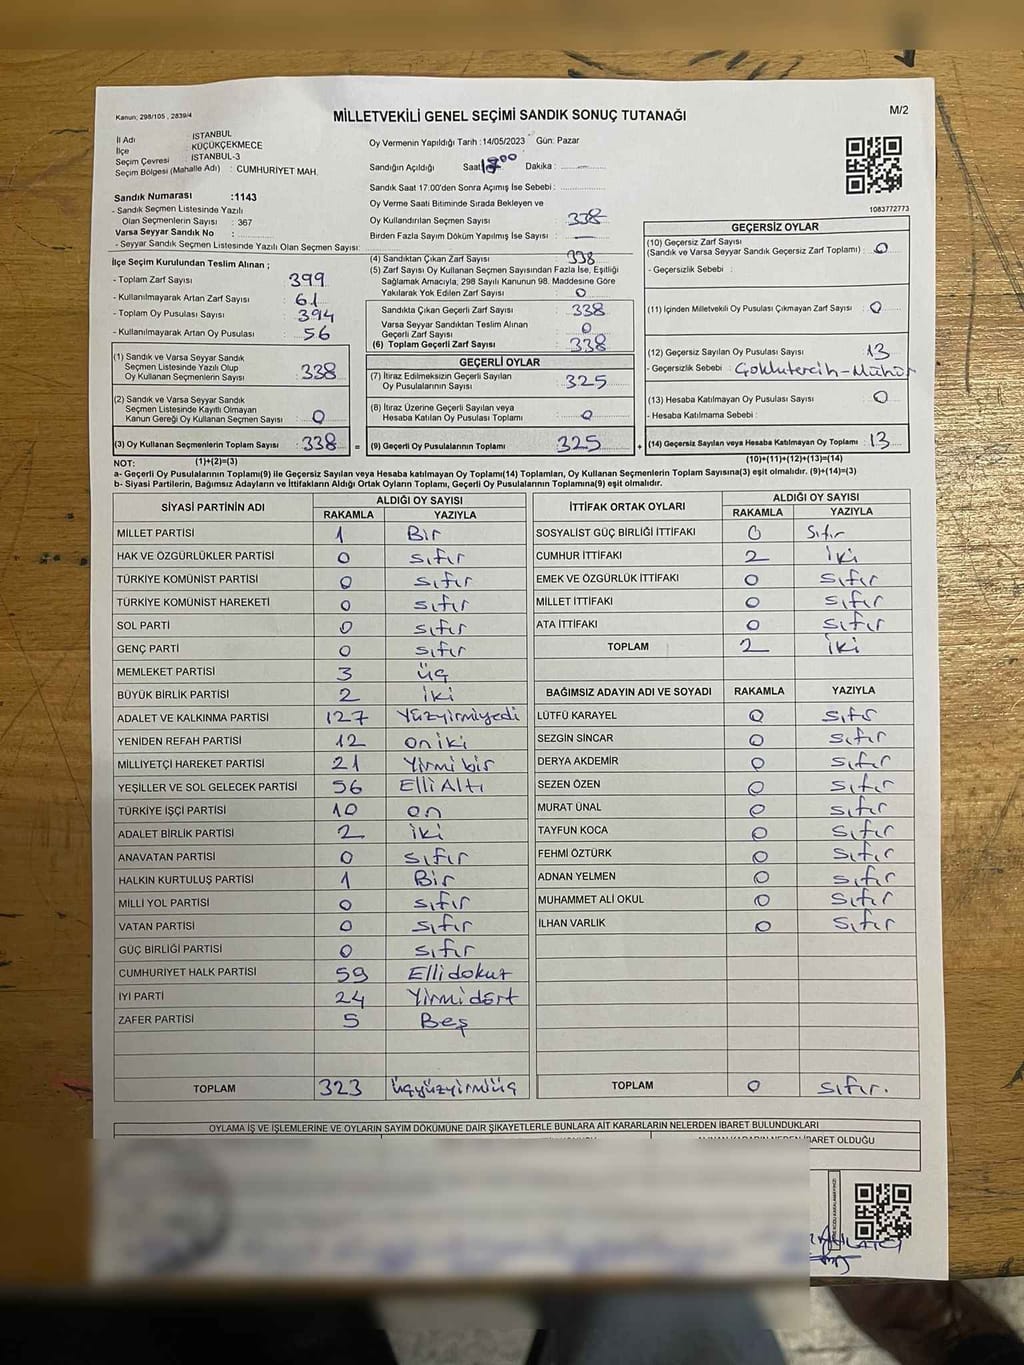 Kanun; 298/105 , 2839/4
MİLLETVEKİLİ GENEL SEÇİMİ SANDIK SONUÇ TUTANAĞI
M/2
İl Adı : İSTANBUL
İlçe : KÜÇÜKÇEKMECE
Seçim Çevresi : İSTANBUL-3
Seçim Bölgesi (Mahalle Adı) : CUMHURİYET MAH.
Sandık Numarası :1143
- Sandık Seçmen Listesinde Yazılı
Olan Seçmenlerin Sayısı : 367
Varsa Seyyar Sandık No :
- Seyyar Sandık Seçmen Listesinde Yazılı Olan Seçmen Sayısı:
Oy Vermenin Yapıldığı Tarih :14/05/2023 Gün: Pazar
Sandığın Açıldığı Saat Dakika :
Sandık Saat 17.00'den Sonra Açımış İse Sebebi :
Oy Verme Saati Bitiminde Sırada Bekleyen ve
Oy Kullandırılan Seçmen Sayısı : 338
Birden Fazla Sayım Döküm Yapılmış İse Sayısı : —
1083772773
İlçe Seçim Kurulundan Teslim Alınan ;
- Toplam Zarf Sayısı : 399
- Kullanılmayarak Artan Zarf Sayısı : 61
- Toplam Oy Pusulası Sayısı : 394
- Kullanılmayarak Artan Oy Pusulası : 56
(1) Sandık ve Varsa Seyyar Sandık
Seçmen Listesinde Yazılı Olup
Oy Kullanan Seçmenlerin Sayısı : 338
(2) Sandık ve Varsa Seyyar Sandık
Seçmen Listesinde Kayıtlı Olmayan
Kanun Gereği Oy Kullanan Seçmen Sayısı : 0
(3) Oy Kullanan Seçmenlerin Toplam Sayısı : 338
(1)+(2)=(3)
(4) Sandıktan Çıkan Zarf Sayısı : 338
(5) Zarf Sayısı Oy Kullanan Seçmen Sayısından Fazla İse, Eşitliği
Sağlamak Amacıyla; 298 Sayılı Kanunun 98. Maddesine Göre
Yakılarak Yok Edilen Zarf Sayısı : 0
Sandıkta Çıkan Geçerli Zarf Sayısı : 338
Varsa Seyyar Sandıktan Teslim Alınan
Geçerli Zarf Sayısı : 0
(6) Toplam Geçerli Zarf Sayısı : 338
GEÇERLİ OYLAR
(7) İtiraz Edilmeksizin Geçerli Sayılan
Oy Pusulalarının Sayısı : 325
(8) İtiraz Üzerine Geçerli Sayılan veya
Hesaba Katılan Oy Pusulası Toplamı : 0
= (9) Geçerli Oy Pusulalarının Toplamı : 325
GEÇERSİZ OYLAR
(10) Geçersiz Zarf Sayısı
(Sandık ve Varsa Seyyar Sandık Geçersiz Zarf Toplamı) : 0
- Geçersizlik Sebebi :
(11) İçinden Milletvekili Oy Pusulası Çıkmayan Zarf Sayısı : 0
(12) Geçersiz Sayılan Oy Pusulası Sayısı : 13
- Geçersizlik Sebebi : Çoklutercih-Mühür
(13) Hesaba Katılmayan Oy Pusulası Sayısı : 0
- Hesaba Katılmama Sebebi :
+ (14) Geçersiz Sayılan veya Hesaba Katılmayan Oy Toplamı : 13
(10)+(11)+(12)+(13)=(14)
NOT:
a- Geçerli Oy Pusulalarının Toplamı(9) ile Geçersiz Sayılan veya Hesaba katılmayan Oy Toplamı(14) Toplamları, Oy Kullanan Seçmenlerin Toplam Sayısına(3) eşit olmalıdır. (9)+(14)=(3)
b- Siyasi Partilerin, Bağımsız Adayların ve İttifakların Aldığı Ortak Oyların Toplamı, Geçerli Oy Pusulalarının Toplamına(9) eşit olmalıdır.
SİYASİ PARTİNİN ADI ALDIĞI OY SAYISI
RAKAMLA YAZIYLA
MİLLET PARTİSİ 1 Bir
HAK VE ÖZGÜRLÜKLER PARTİSİ 0 sıfır
TÜRKİYE KOMÜNİST PARTİSİ 0 sıfır
TÜRKİYE KOMÜNİST HAREKETİ 0 sıfır
SOL PARTİ 0 sıfır
GENÇ PARTİ 0 sıfır
MEMLEKET PARTİSİ 3 üç
BÜYÜK BİRLİK PARTİSİ 2 iki
ADALET VE KALKINMA PARTİSİ 127 Yüzyirmiyedi
YENİDEN REFAH PARTİSİ 12 oniki
MİLLİYETÇİ HAREKET PARTİSİ 21 Yirmi bir
YEŞİLLER VE SOL GELECEK PARTİSİ 56 Elli Altı
TÜRKİYE İŞÇİ PARTİSİ 10 on
ADALET BİRLİK PARTİSİ 2 iki
ANAVATAN PARTİSİ 0 sıfır
HALKIN KURTULUŞ PARTİSİ 1 Bir
MİLLİ YOL PARTİSİ 0 sıfır
VATAN PARTİSİ 0 sıfır
GÜÇ BİRLİĞİ PARTİSİ 0 sıfır
CUMHURİYET HALK PARTİSİ 59 Elli dokuz
İYİ PARTİ 24 Yirmi dört
ZAFER PARTİSİ 5 Beş
TOPLAM 323 üçyüzyirmiüç
İTTİFAK ORTAK OYLARI ALDIĞI OY SAYISI
RAKAMLA YAZIYLA
SOSYALİST GÜÇ BİRLİĞİ İTTİFAKI 0 Sıfır
CUMHUR İTTİFAKI 2 iki
EMEK VE ÖZGÜRLÜK İTTİFAKI 0 sıfır
MİLLET İTTİFAKI 0 sıfır
ATA İTTİFAKI 0 sıfır
TOPLAM 2 iki
BAĞIMSIZ ADAYIN ADI VE SOYADI RAKAMLA YAZIYLA
LÜTFÜ KARAYEL 0 sıfır
SEZGİN SİNCAR 0 sıfır
DERYA AKDEMİR 0 sıfır
SEZEN ÖZEN 0 sıfır
MURAT ÜNAL 0 sıfır
TAYFUN KOCA 0 sıfır
FEHMİ ÖZTÜRK 0 sıfır
ADNAN YELMEN 0 sıfır
MUHAMMET ALİ OKUL 0 sıfır
İLHAN VARLIK 0 sıfır
TOPLAM 0 sıfır.
OYLAMA İŞ VE İŞLEMLERİNE VE OYLARIN SAYIM DÖKÜMÜNE DAİR ŞİKAYETLERLE BUNLARA AİT KARARLARIN NELERDEN İBARET BULUNDUKLARI
İBARET OLDUĞU